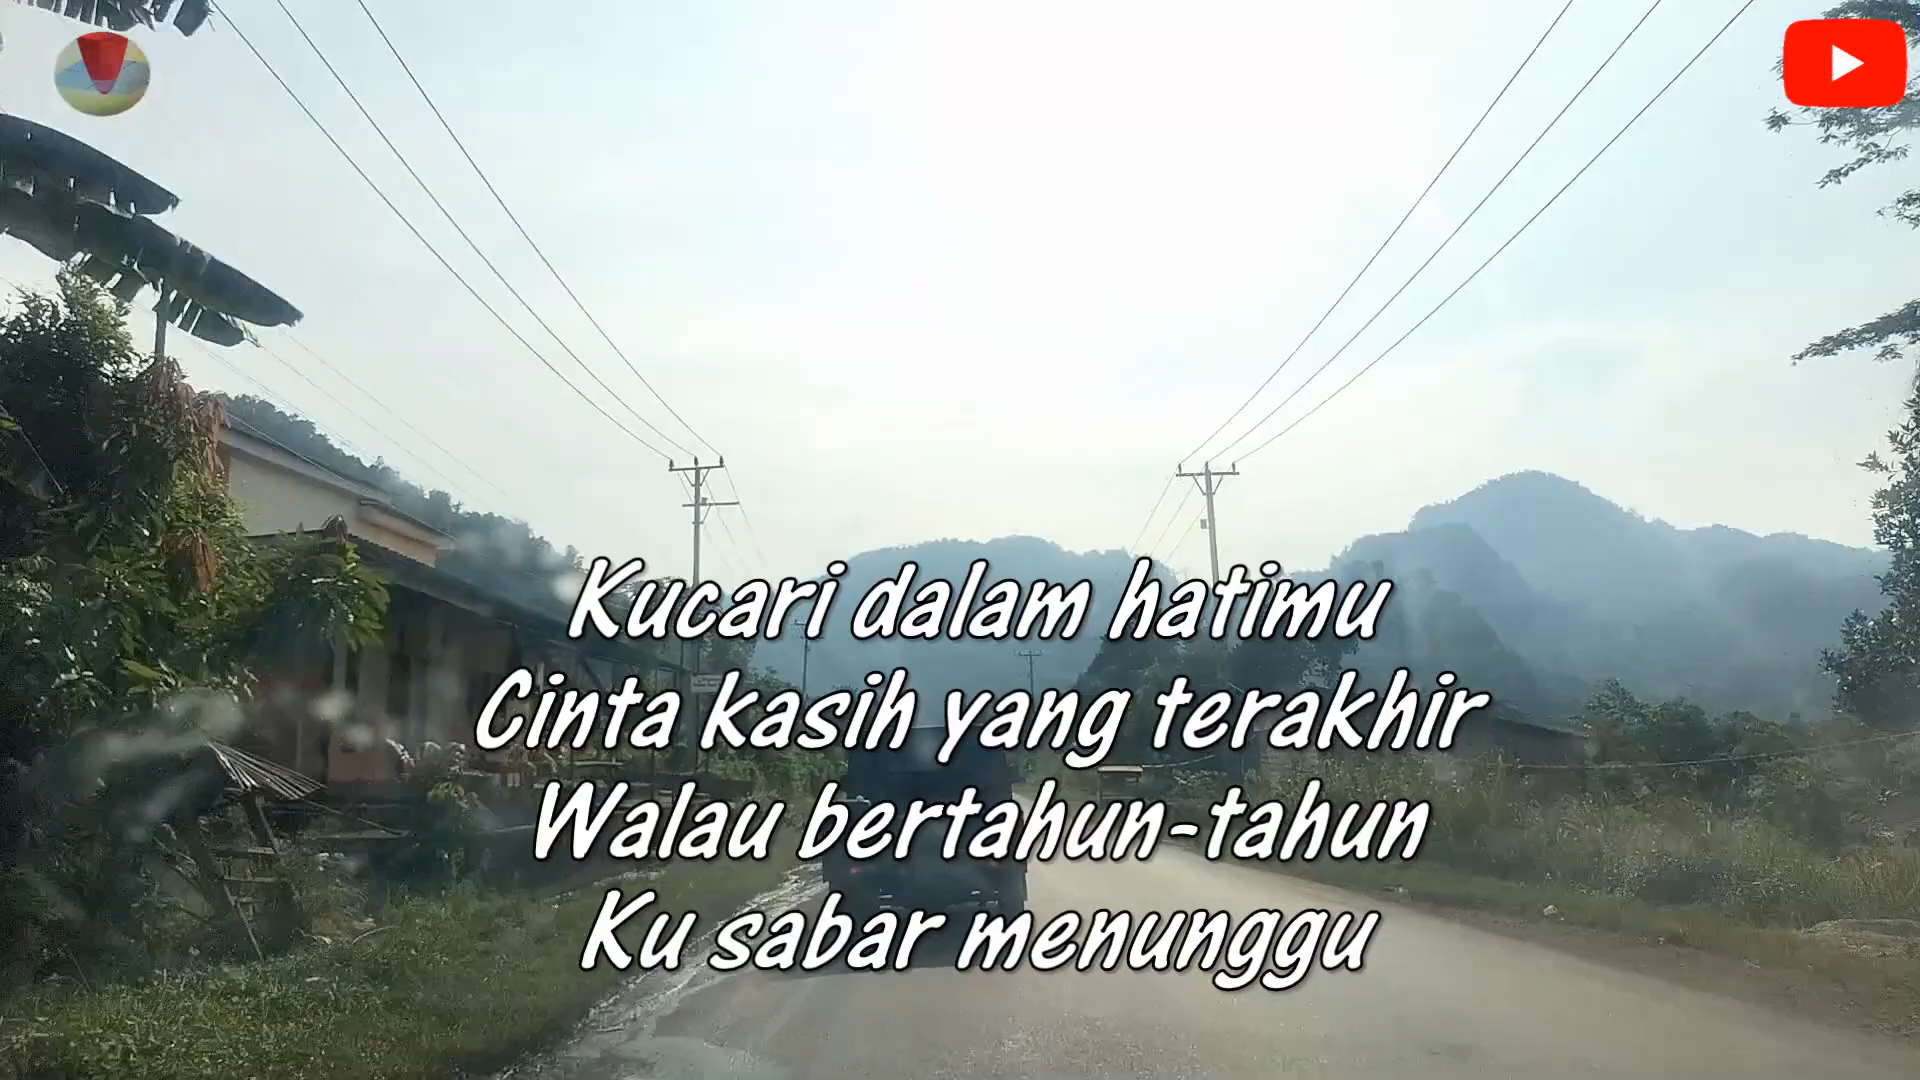 Kucari dalam hatimu
Cinta kasih yang terakhir
Walau bertahun-tahun
Ku sabar menunggu